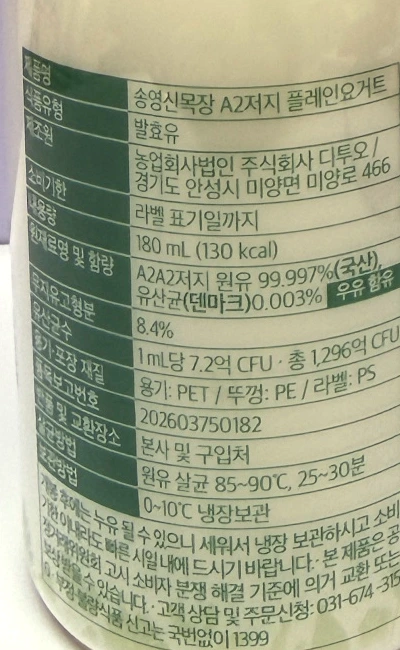 제품명 송영신목장 A2저지 플레인요거트
식품유형 발효유
제조원 농업회사법인 주식회사 디투오 /
경기도 안성시 미양면 미양로 466
소비기한 라벨 표기일까지
내용량 180 mL (130 kcal)
원재료명 및 함량 A2A2저지 원유 99.997%(국산),
유산균(덴마크)0.003% 우유 함유
무지유고형분 8.4%
유산균수 1mL당 7.2억 CFU · 총 1,296억 CFU
용기·포장 재질 용기: PET / 뚜껑: PE / 라벨: PS
품목보고번호 202603750182
반품 및 교환장소 본사 및 구입처
살균방법 원유 살균 85~90℃, 25~30분
보관방법 0~10℃ 냉장보관
개봉 후에는 누유 될 수 있으니 세워서 냉장 보관하시고 소비
기한 이내라도 빠른 시일 내에 드시기 바랍니다. · 본 제품은 공
정거래위원회 고시 소비자 분쟁 해결 기준에 의거 교환 또는
보상받을 수 있습니다. · 고객 상담 및 주문신청: 031-674-315
0 · 부정·불량식품 신고는 국번없이 1399